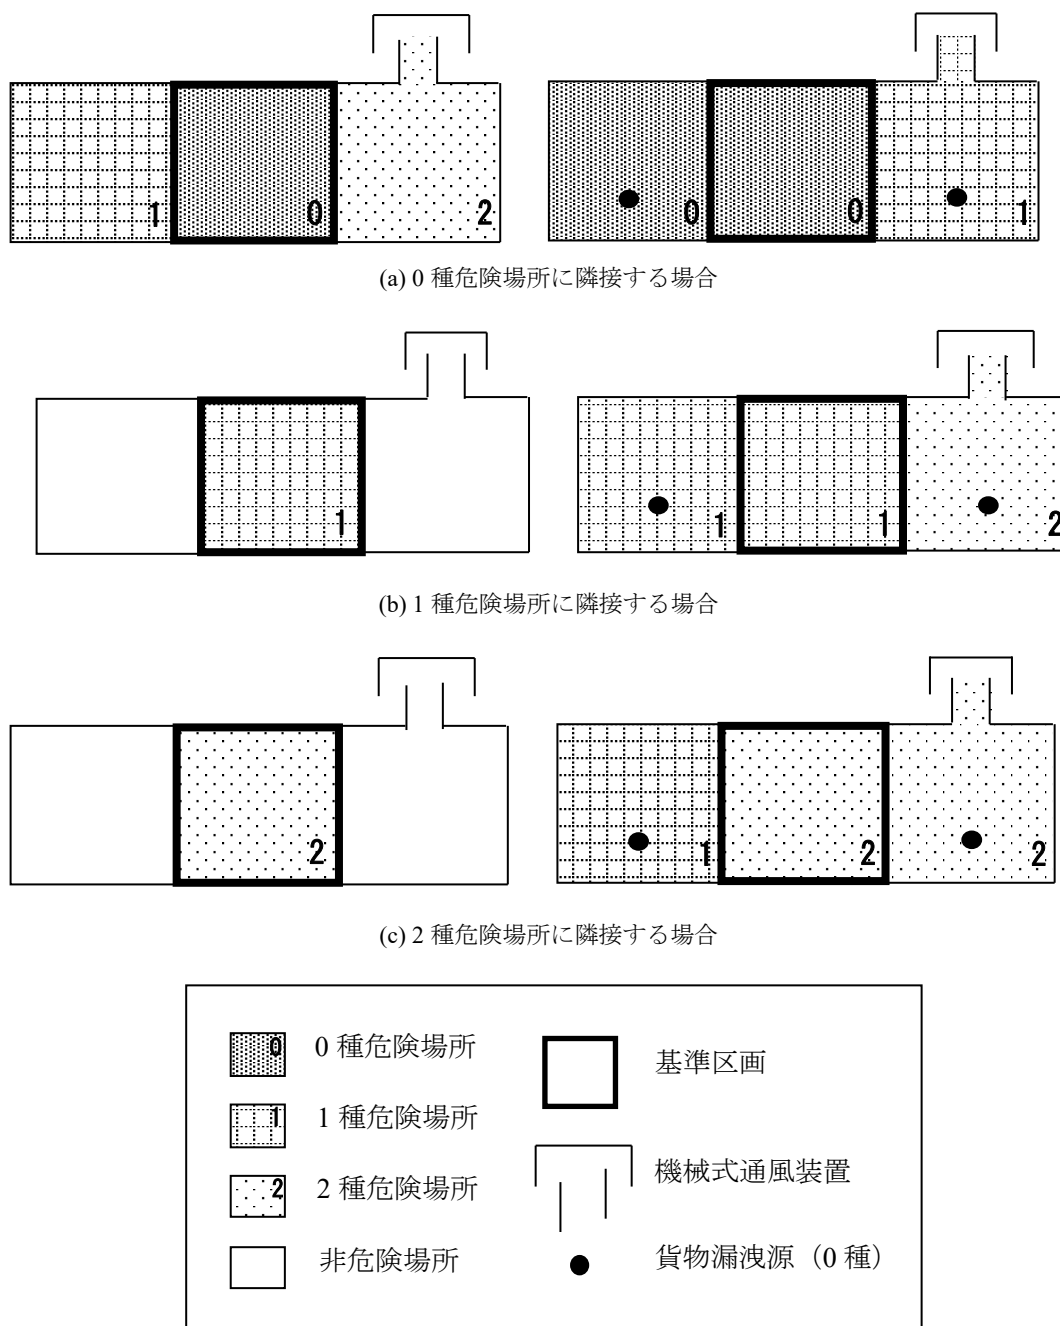 1 0 2 0 0 1
(a) 0 種危険場所に隣接する場合
1 1 1 2
(b) 1 種危険場所に隣接する場合
2 1 2 2
(c) 2 種危険場所に隣接する場合
0 0 種危険場所
基準区画
1 1 種危険場所
機械式通風装置
2 2 種危険場所
非危険場所
貨物漏洩源（0 種）